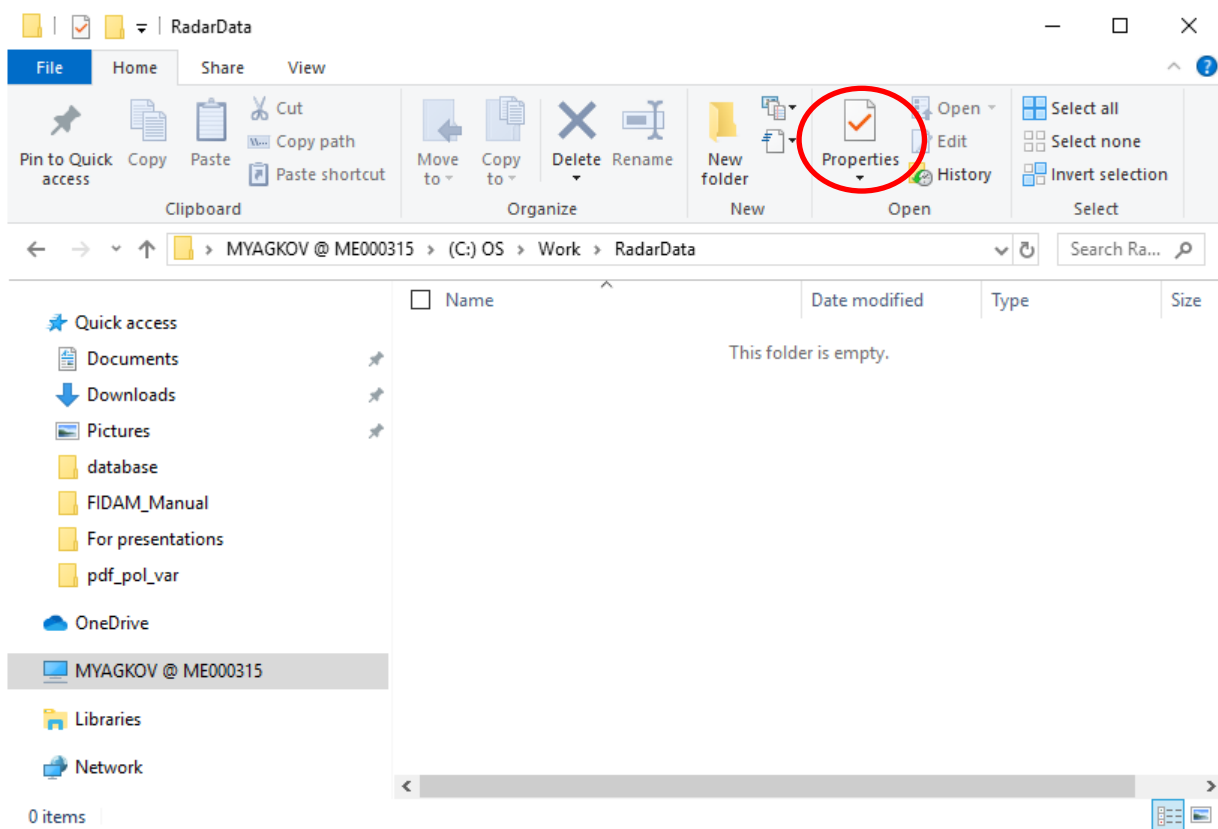 RadarData
File Home Share View
Pin to Quick access
Copy
Paste
Cut
Copy path
Paste shortcut
Clipboard
Move to
Copy to
Delete
Rename
Organize
New folder
New
Properties
Open
Edit
History
Open
Select all
Select none
Invert selection
Select
MYAGKOV @ ME000315 > (C:) OS > Work > RadarData
Search Ra...
Name Date modified Type Size
This folder is empty.
Quick access
Documents
Downloads
Pictures
database
FIDAM_Manual
For presentations
pdf_pol_var
OneDrive
MYAGKOV @ ME000315
Libraries
Network
0 items